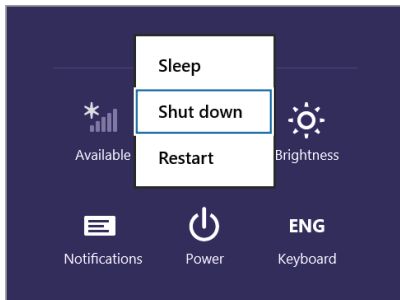 Sleep
Shut down
Restart
Available
Brightness
ENG
Notifications
Power
Keyboard